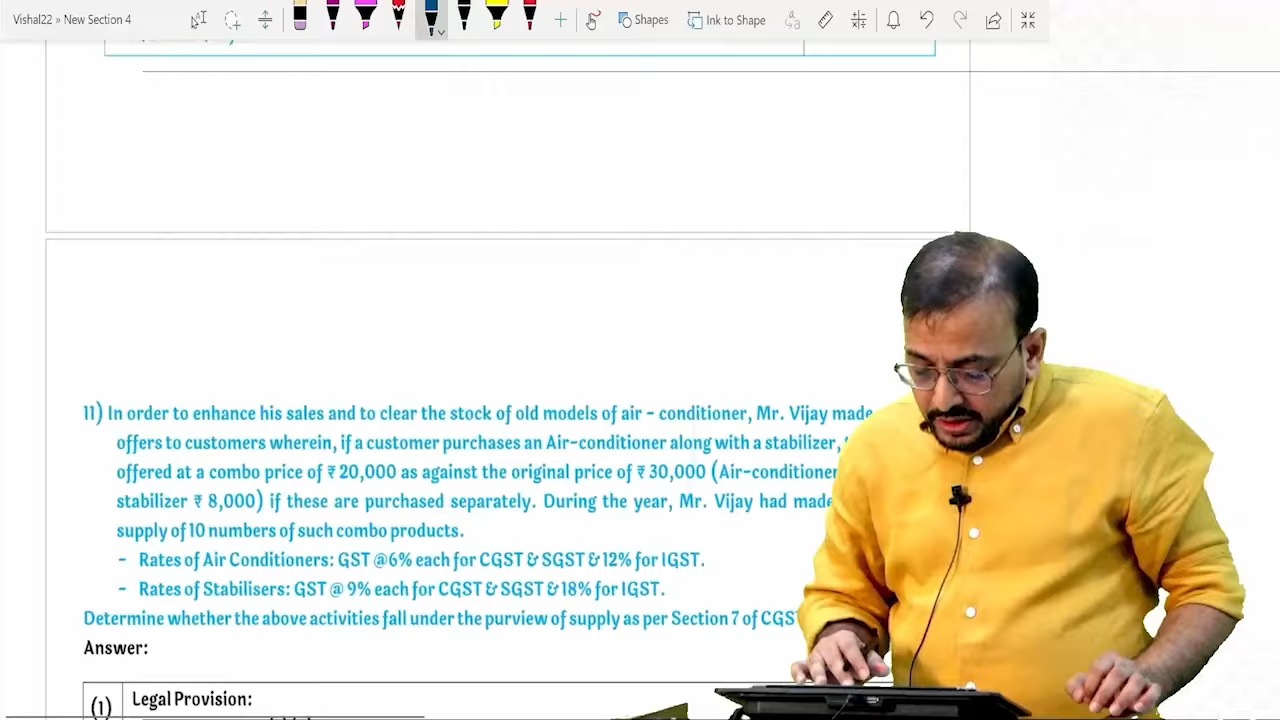 Vishal22 » New Section 4
Shapes
Ink to Shape
11) In order to enhance his sales and to clear the stock of old models of air - conditioner, Mr. Vijay made
offers to customers wherein, if a customer purchases an Air-conditioner along with a stabilizer,
offered at a combo price of ₹ 20,000 as against the original price of ₹ 30,000 (Air-conditioner
stabilizer ₹ 8,000) if these are purchased separately. During the year, Mr. Vijay had made
supply of 10 numbers of such combo products.
- Rates of Air Conditioners: GST @6% each for CGST & SGST & 12% for IGST.
- Rates of Stabilisers: GST @ 9% each for CGST & SGST & 18% for IGST.
Determine whether the above activities fall under the purview of supply as per Section 7 of CGS
Answer:
(1) Legal Provision: